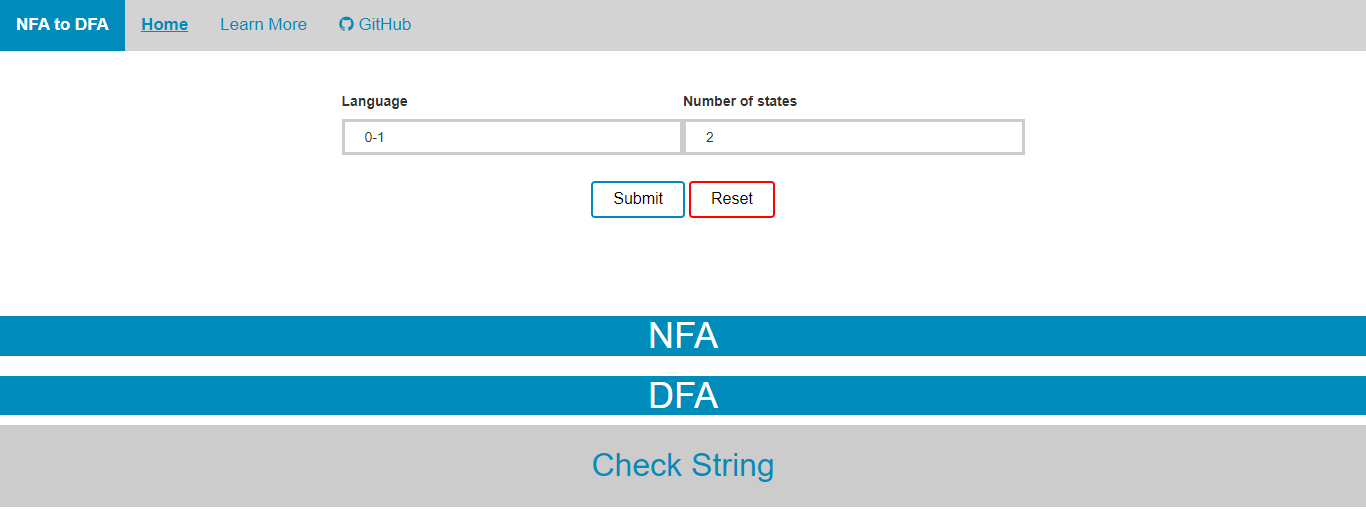 NFA to DFA Home Learn More GitHub
Language Number of states
0-1 2
Submit Reset
NFA
DFA
Check String